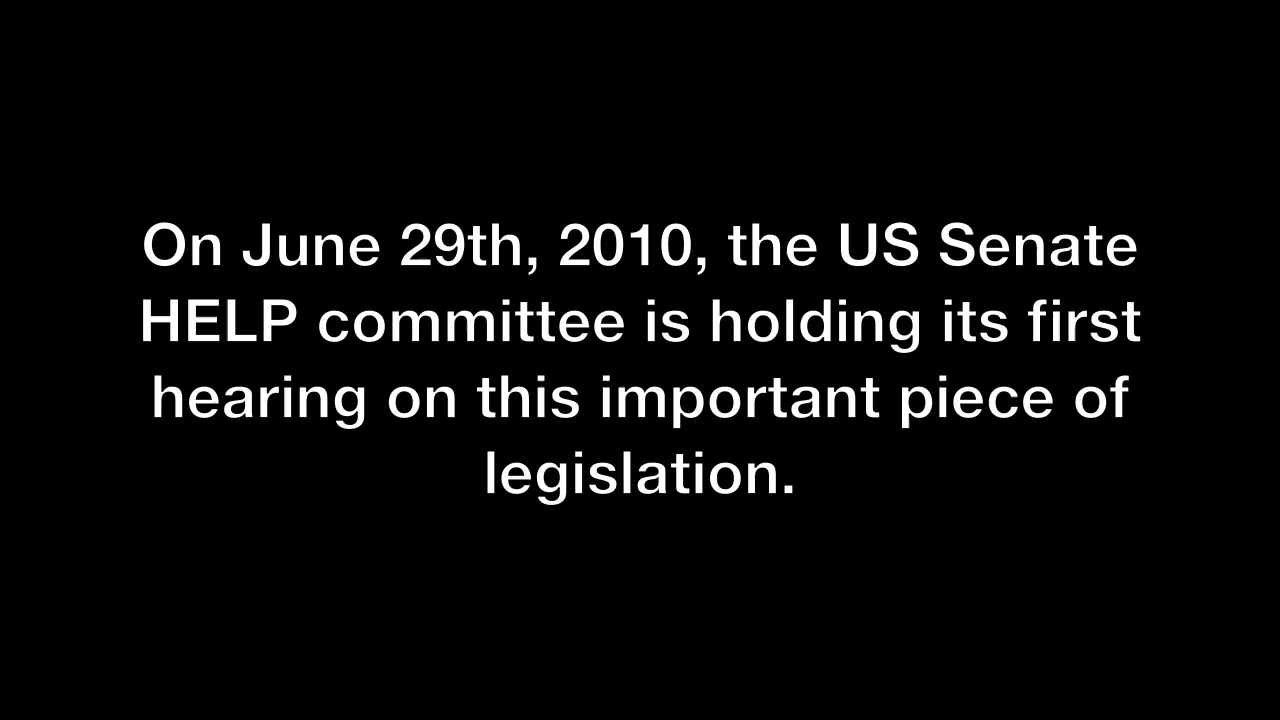 On June 29th, 2010, the US Senate
HELP committee is holding its first
hearing on this important piece of
legislation.